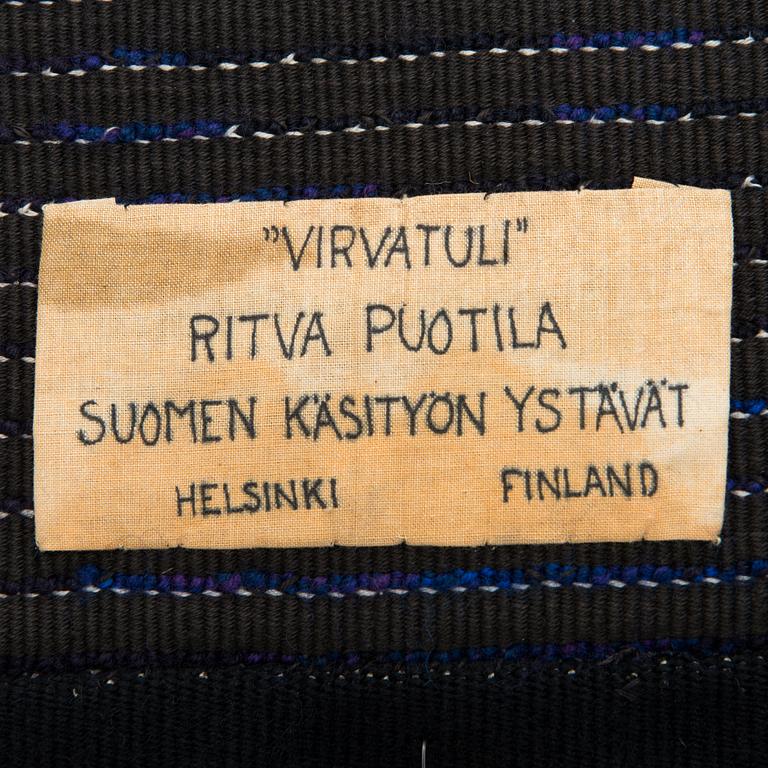 "VIRVATULI"
RITVA PUOTILA
SUOMEN KÄSITYÖN YSTÄVÄT
HELSINKI FINLAND